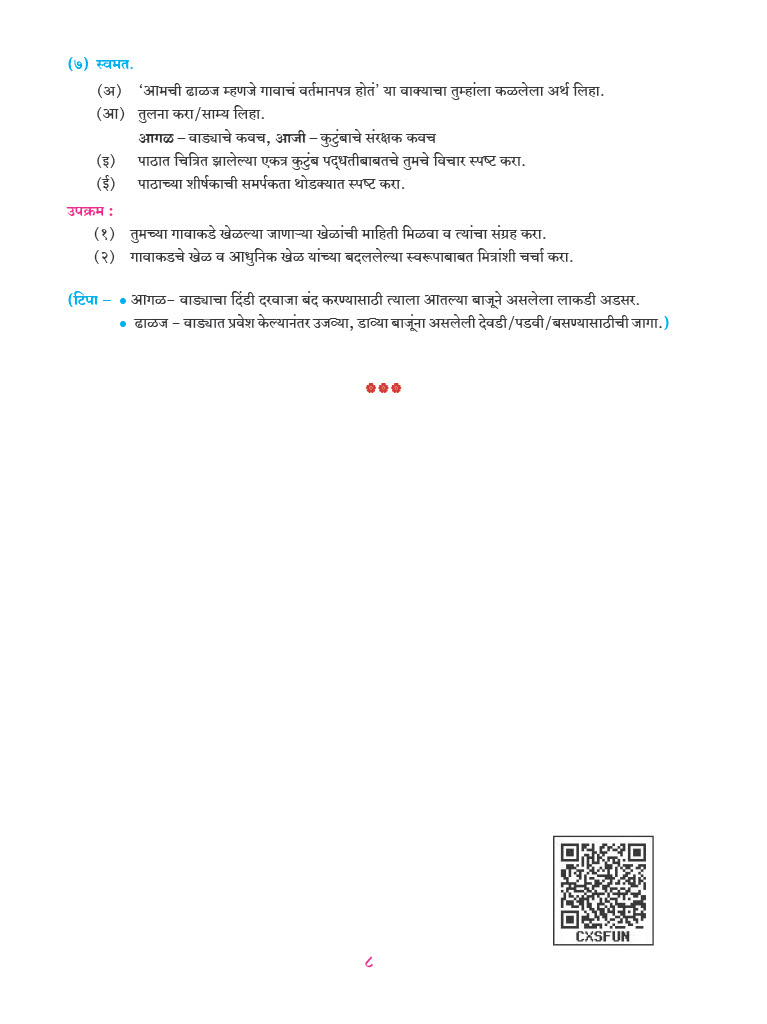 (७) स्वमत.
(अ) ‘आमची ढाळज म्हणजे गावाचं वर्तमानपत्र होतं’ या वाक्याचा तुम्हांला कळलेला अर्थ लिहा.
(आ) तुलना करा/साम्य लिहा.
आगळ – वाड्याचे कवच, आजी – कुटुंबाचे संरक्षक कवच
(इ) पाठात चित्रित झालेल्या एकत्र कुटुंब पद्धतीबाबतचे तुमचे विचार स्पष्ट करा.
(ई) पाठाच्या शीर्षकाची समर्पकता थोडक्यात स्पष्ट करा.
उपक्रम :
(१) तुमच्या गावाकडे खेळल्या जाणाऱ्या खेळांची माहिती मिळवा व त्यांचा संग्रह करा.
(२) गावाकडचे खेळ व आधुनिक खेळ यांच्या बदललेल्या स्वरूपाबाबत मित्रांशी चर्चा करा.
(टिपा – • आगळ– वाड्याचा दिंडी दरवाजा बंद करण्यासाठी त्याला आतल्या बाजूने असलेला लाकडी अडसर.
• ढाळज – वाड्यात प्रवेश केल्यानंतर उजव्या, डाव्या बाजूंना असलेली देवडी/पडवी/बसण्यासाठीची जागा.)
CXSFUN
८